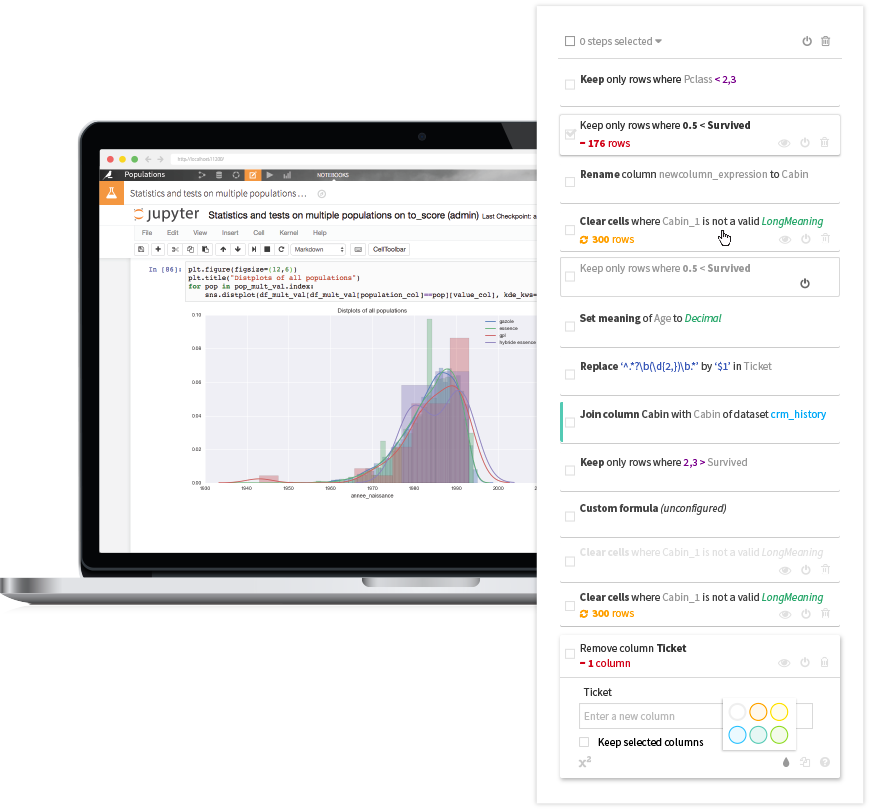 http://localhost/11200/
Populations
NOTEBOOKS
Statistics and tests on multiple populations ...
jupyter Statistics and tests on multiple populations on to_score (admin) Last Checkpoint: a
File Edit View Insert Cell Kernel Help
Markdown CellToolbar
In [86]: plt.figure(figsize=(12,6))
plt.title("Distplots of all populations")
for pop in pop_mult_val.index:
sns.distplot(df_mult_val[df_mult_val[population_col]==pop][value_col], kde_kws=
Distplots of all populations
gazole
essence
gpl
hybride essence
0.10
0.08
0.06
0.04
0.02
0.00
1930 1940 1950 1960 1970 1980 1990 2000
annee_naissance
0 steps selected
Keep only rows where Pclass < 2,3
Keep only rows where 0.5 < Survived
− 176 rows
Rename column newcolumn_expression to Cabin
Clear cells where Cabin_1 is not a valid LongMeaning
300 rows
Keep only rows where 0.5 < Survived
Set meaning of Age to Decimal
Replace ‘^.*?\b(\d{2,})\b.*’ by ‘$1’ in Ticket
Join column Cabin with Cabin of dataset crm_history
Keep only rows where 2,3 > Survived
Custom formula (unconfigured)
Clear cells where Cabin_1 is not a valid LongMeaning
Clear cells where Cabin_1 is not a valid LongMeaning
300 rows
Remove column Ticket
− 1 column
Ticket
Enter a new column
Keep selected columns
x²